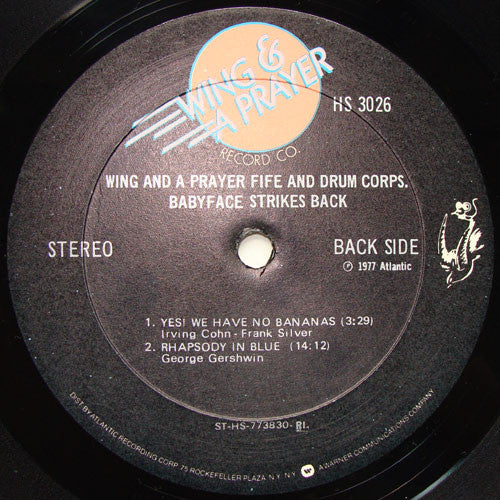 WING &
A PRAYER
RECORD CO.
HS 3026
WING AND A PRAYER FIFE AND DRUM CORPS.
BABYFACE STRIKES BACK
STEREO
BACK SIDE
Ⓟ 1977 Atlantic
1. YES! WE HAVE NO BANANAS (3:29)
Irving Cohn - Frank Silver
2. RHAPSODY IN BLUE (14:12)
George Gershwin
ST-HS-773830- RI.
DIST BY ATLANTIC RECORDING CORP 75 ROCKEFELLER PLAZA N.Y. N.Y. A WARNER COMMUNICATIONS COMPANY